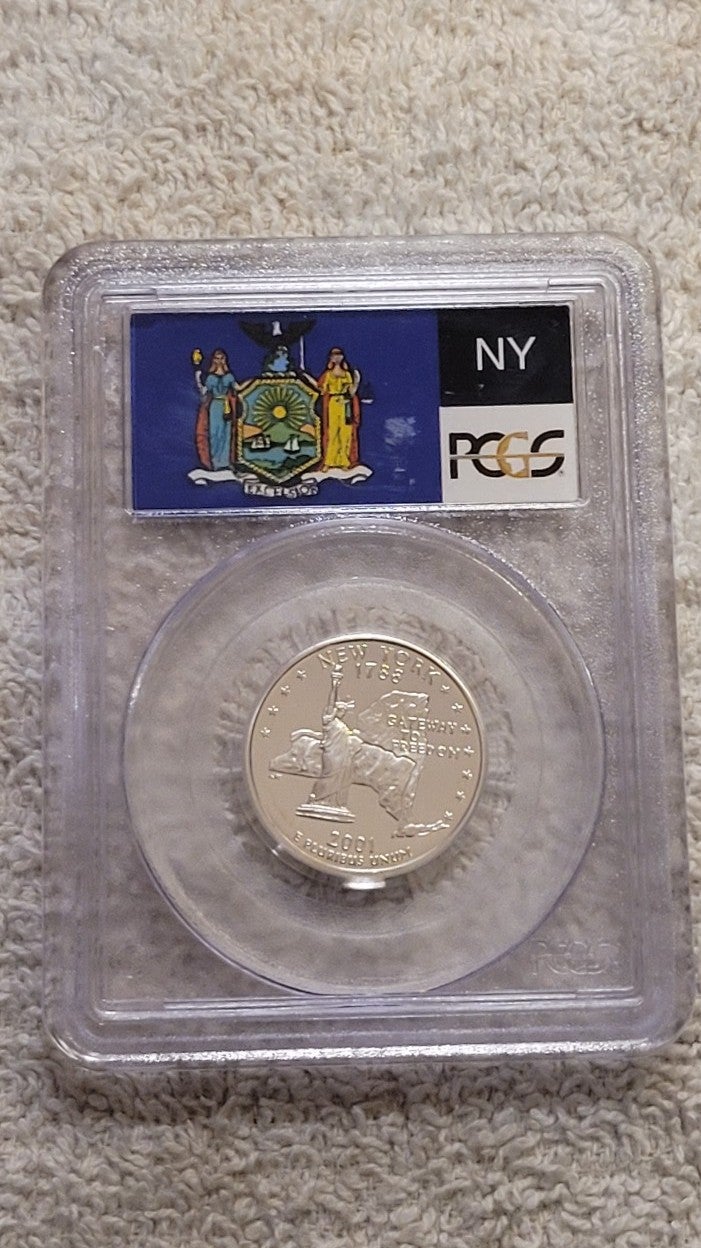 NY
PCGS
EXCELSIOR
NEW YORK
1788
GATEWAY
TO
FREEDOM
2001
E PLURIBUS UNUM
PCGS